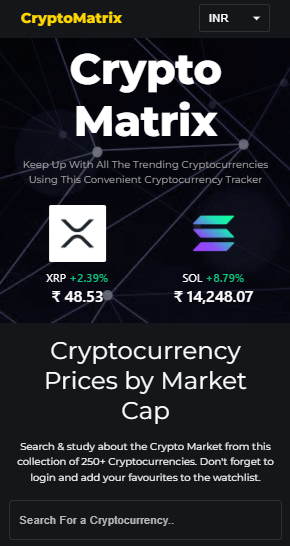 CryptoMatrix
INR
Crypto
Matrix
Keep Up With All The Trending Cryptocurrencies
Using This Convenient Cryptocurrency Tracker
XRP +2.39%
₹ 48.53
SOL +8.79%
₹ 14,248.07
Cryptocurrency
Prices by Market
Cap
Search & study about the Crypto Market from this
collection of 250+ Cryptocurrencies. Don't forget to
login and add your favourites to the watchlist.
Search For a Cryptocurrency..